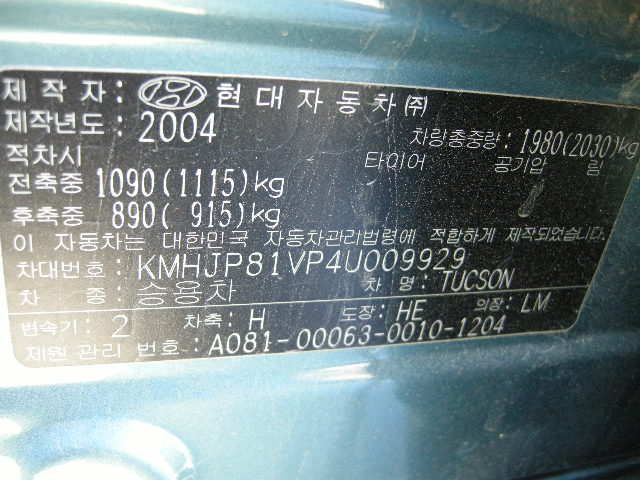 제 작 자 : 현대자동차㈜
제작년도 : 2004 차량총중량 : 1980(2030)kg
적차시 타이어 공기압 림
전축중 1090(1115)kg
후축중 890( 915)kg
이 자동차는 대한민국 자동차관리법령에 적합하게 제작되었음
차대번호 : KMHJP81VP4U009929
차 종 : 승용차 차 명 : TUCSON
변속기 : 2 차축 : H 도장 : HE 의장 : LM
제원 관리 번호 : A081-00063-0010-1204